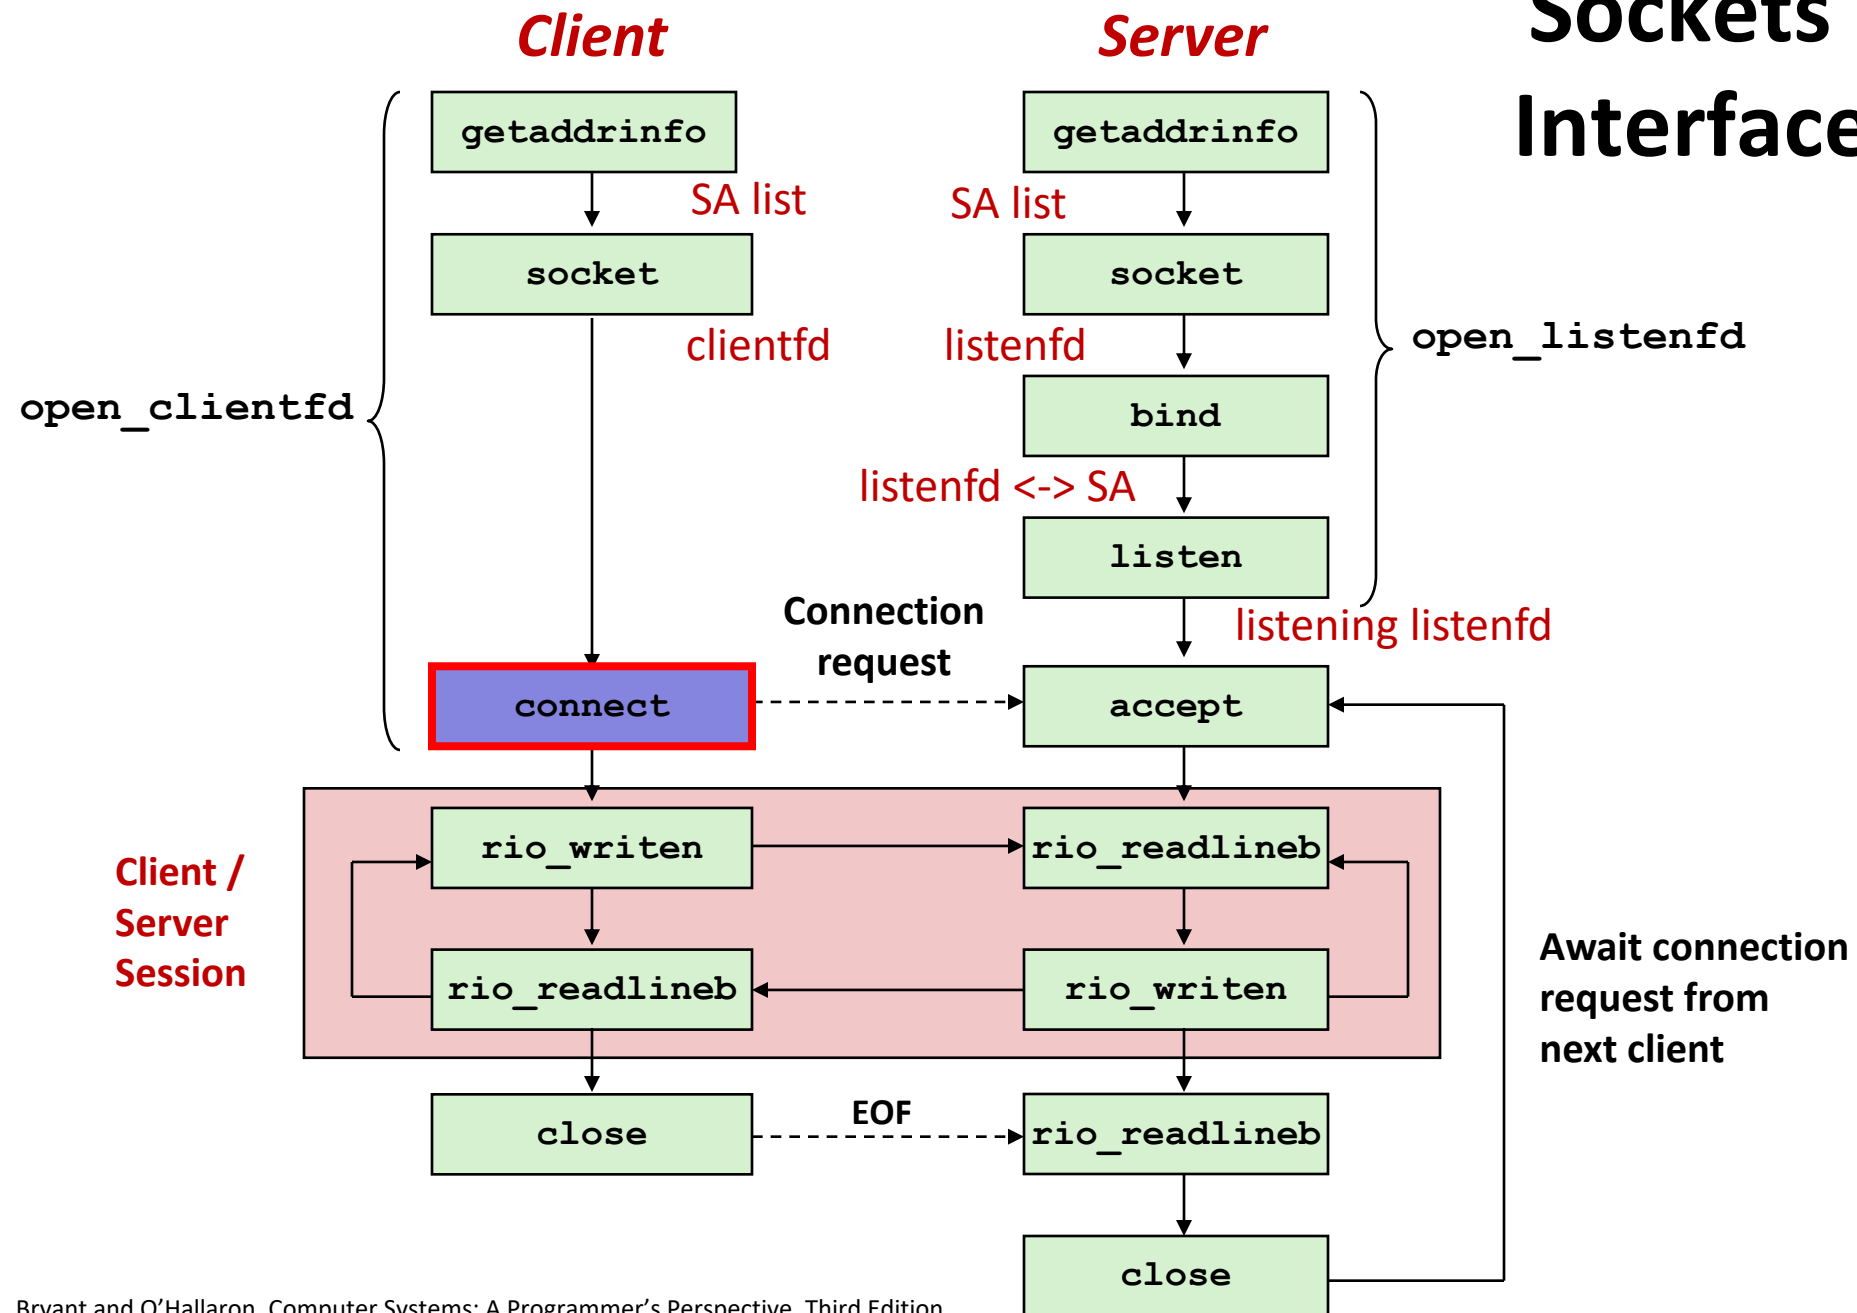 Sockets
Interface
Client
Server
getaddrinfo
getaddrinfo
SA list
SA list
socket
socket
clientfd
listenfd
open_listenfd
open_clientfd
bind
listenfd <-> SA
listen
Connection
request
listening listenfd
connect
accept
Client /
Server
Session
rio_writen
rio_readlineb
rio_readlineb
rio_writen
Await connection
request from
next client
close
EOF
rio_readlineb
close
Bryant and O'Hallaron, Computer Systems: A Programmer's Perspective, Third Edition